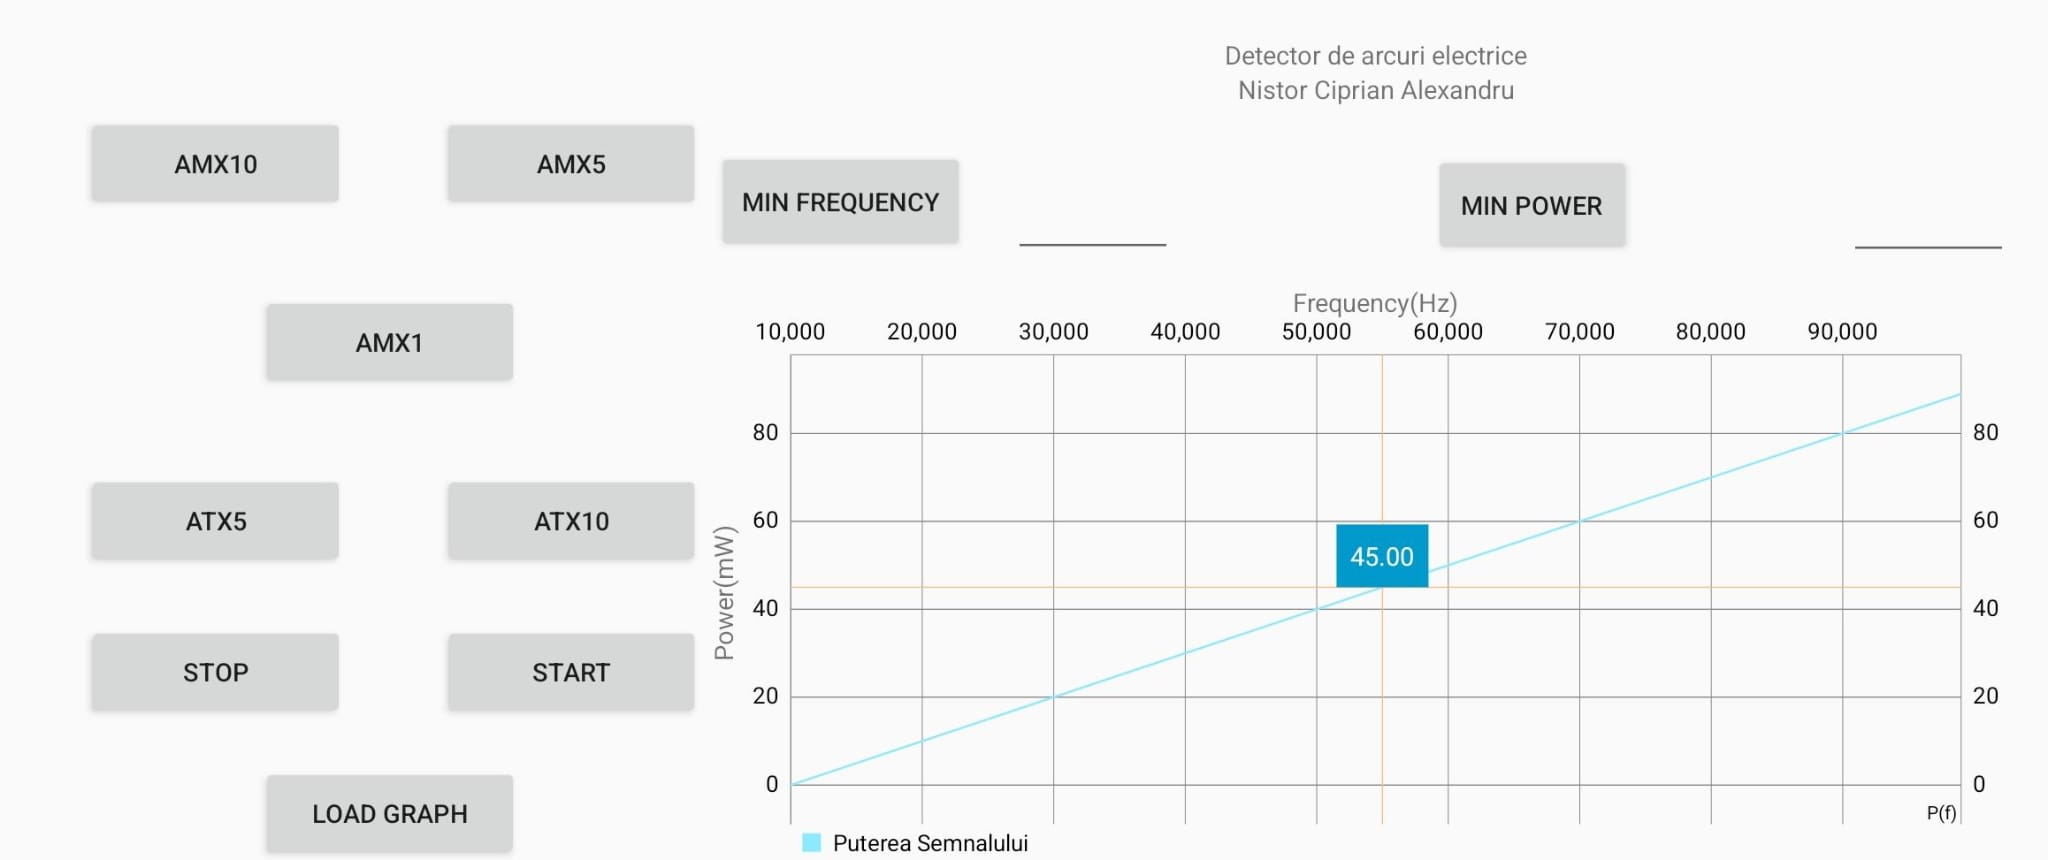 Detector de arcuri electrice
Nistor Ciprian Alexandru
AMX10
AMX5
MIN FREQUENCY
MIN POWER
AMX1
ATX5
ATX10
STOP
START
LOAD GRAPH
Frequency(Hz)
10,000 20,000 30,000 40,000 50,000 60,000 70,000 80,000 90,000
Power(mW)
80 80
60 60
45.00
40 40
20 20
0 0
P(f)
Puterea Semnalului